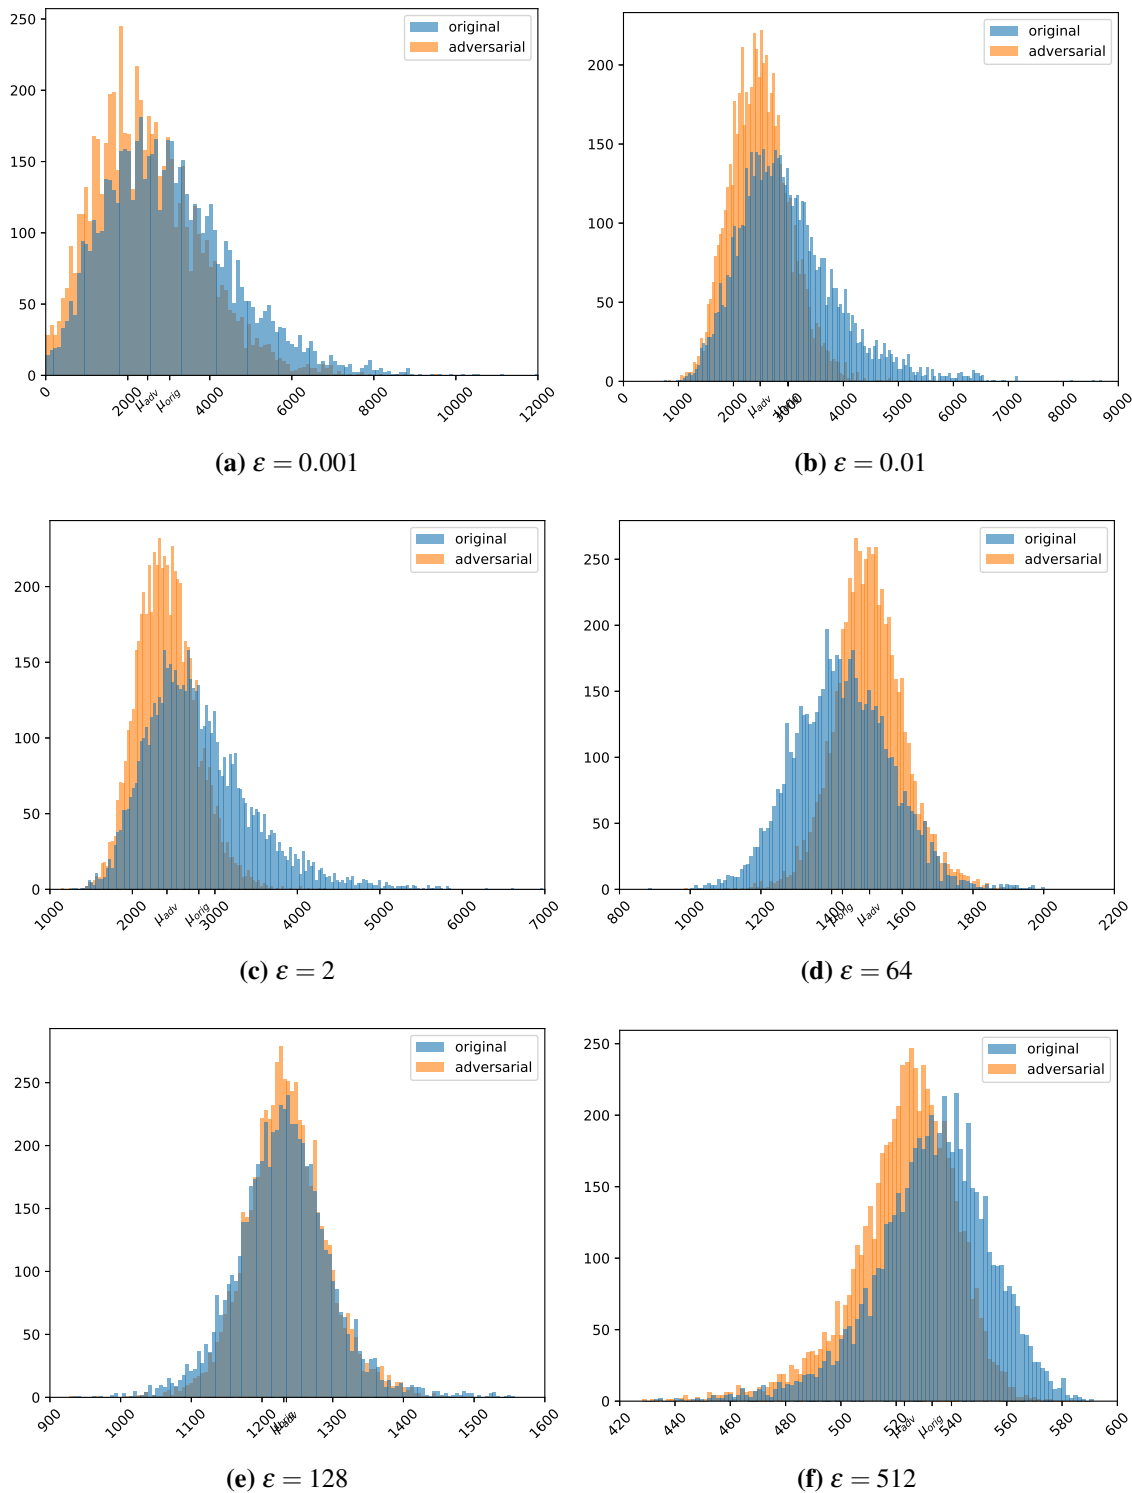 original
adversarial
250
200
150
100
50
0
0 2000 μadv μorig 4000 6000 8000 10000 12000
(a) ε = 0.001
original
adversarial
200
150
100
50
0
0 1000 2000 μadv 3000 4000 5000 6000 7000 8000 9000
(b) ε = 0.01
original
adversarial
200
150
100
50
0
1000 2000 μadv μorig 3000 4000 5000 6000 7000
(c) ε = 2
original
adversarial
250
200
150
100
50
0
800 1000 1200 1400 μorig μadv 1600 1800 2000 2200
(d) ε = 64
original
adversarial
250
200
150
100
50
0
900 1000 1100 1200 1300 1400 1500 1600
(e) ε = 128
original
adversarial
250
200
150
100
50
0
420 440 460 480 500 520 μadv μorig 540 560 580 600
(f) ε = 512